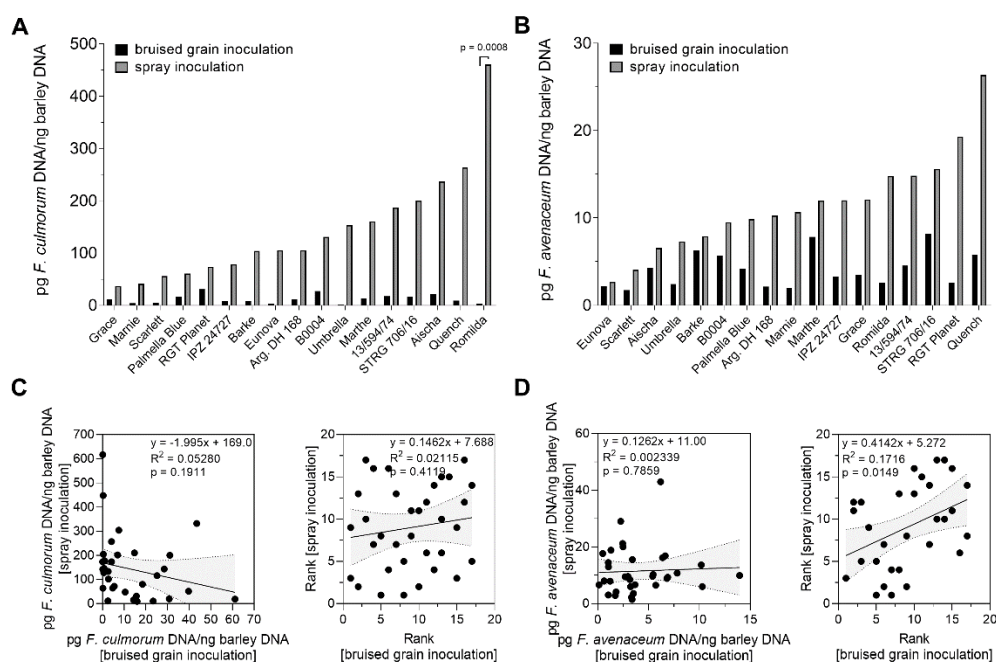 A
pg F. culmorum DNA/ng barley DNA
500
400
300
200
100
0
bruised grain inoculation
spray inoculation
p = 0.0008
Grace
Marnie
Scarlett
Palmella Blue
RGT Planet
IPZ 24727
Barke
Eunova
Arg. DH 168
B0004
Umbrella
Marthe
13/594/74
STRG 706/16
Aischa
Quench
Romilda
B
pg F. avenaceum DNA/ng barley DNA
30
20
10
0
bruised grain inoculation
spray inoculation
Eunova
Scarlett
Aischa
Umbrella
Barke
B0004
Palmella Blue
Arg. DH 168
Marnie
Marthe
IPZ 24727
Grace
Romilda
13/594/74
STRG 706/16
RGT Planet
Quench
C
pg F. culmorum DNA/ng barley DNA
[spray inoculation]
700
600
500
400
300
200
100
0
y = -1.995x + 169.0
R2 = 0.05280
p = 0.1911
0 10 20 30 40 50 60 70
pg F. culmorum DNA/ng barley DNA
[bruised grain inoculation]
Rank [spray inoculation]
20
15
10
5
0
y = 0.1462x + 7.688
R2 = 0.02115
p = 0.4119
0 5 10 15 20
Rank
[bruised grain inoculation]
D
pg F. avenaceum DNA/ng barley DNA
[spray inoculation]
60
40
20
0
y = 0.1262x + 11.00
R2 = 0.002339
p = 0.7859
0 5 10 15
pg F. avenaceum DNA/ng barley DNA
[bruised grain inoculation]
Rank [spray inoculation]
20
15
10
5
0
y = 0.4142x + 5.272
R2 = 0.1716
p = 0.0149
0 5 10 15 20
Rank
[bruised grain inoculation]